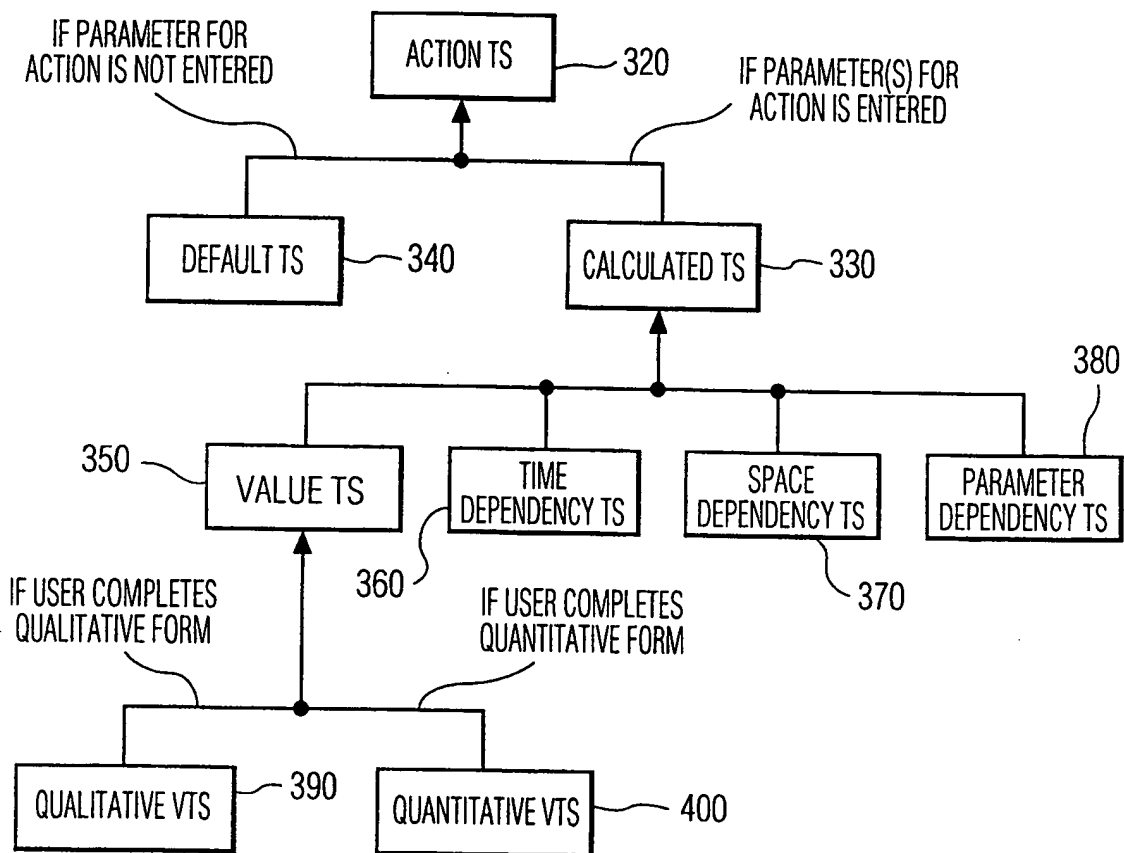 IF PARAMETER FOR
ACTION IS NOT ENTERED
ACTION TS
320
IF PARAMETER(S) FOR
ACTION IS ENTERED
DEFAULT TS
340
CALCULATED TS
330
380
350
VALUE TS
TIME
DEPENDENCY TS
SPACE
DEPENDENCY TS
PARAMETER
DEPENDENCY TS
360
370
IF USER COMPLETES
QUALITATIVE FORM
IF USER COMPLETES
QUANTITATIVE FORM
QUALITATIVE VTS
390
QUANTITATIVE VTS
400